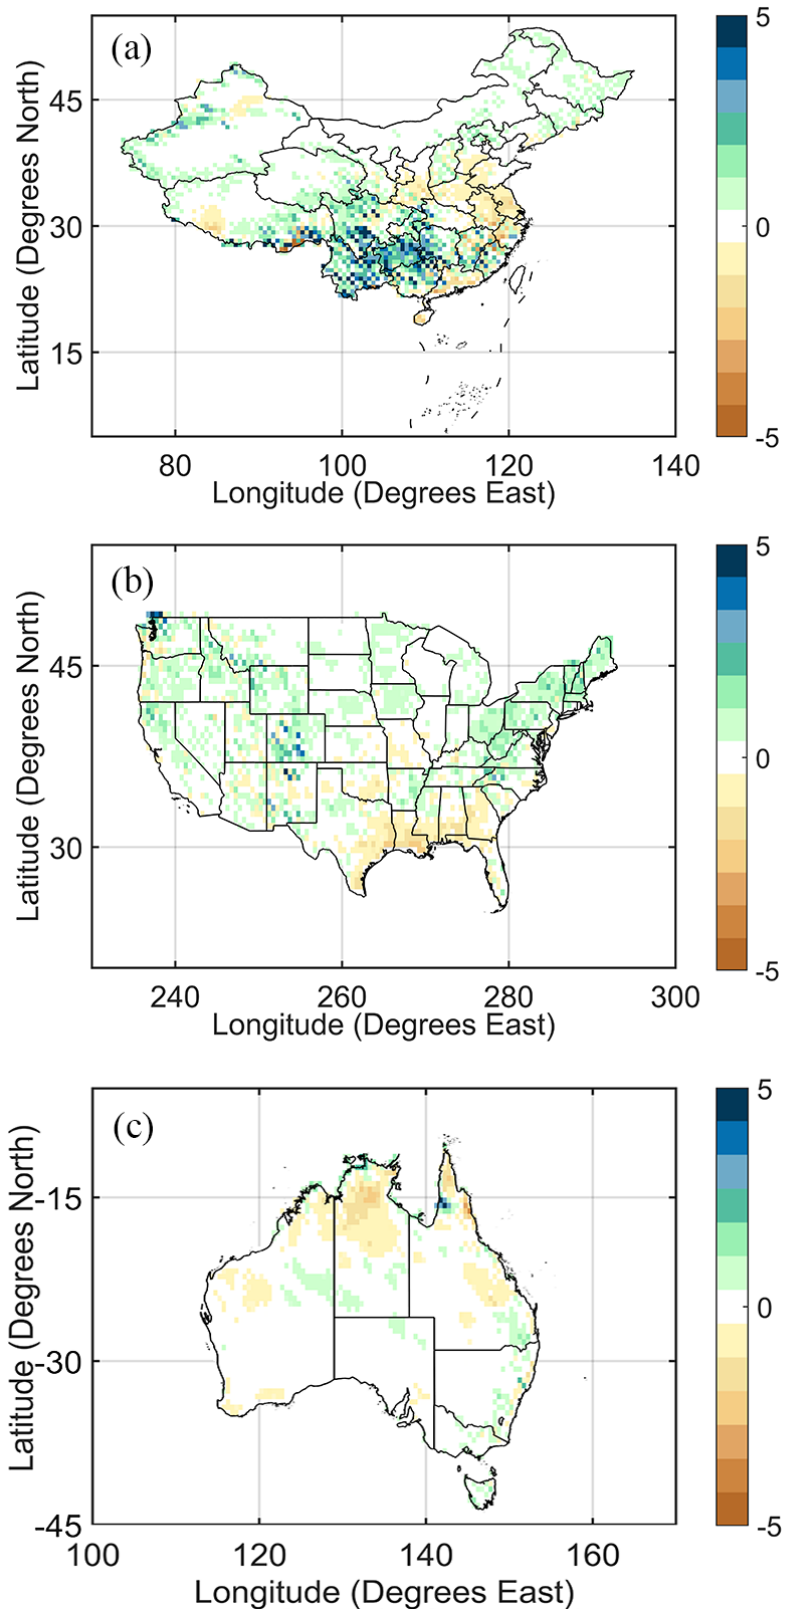 (a)
Latitude (Degrees North)
45
30
15
80 100 120 140
Longitude (Degrees East)
5
0
-5
(b)
Latitude (Degrees North)
45
30
240 260 280 300
Longitude (Degrees East)
5
0
-5
(c)
Latitude (Degrees North)
-15
-30
-45
100 120 140 160
Longitude (Degrees East)
5
0
-5